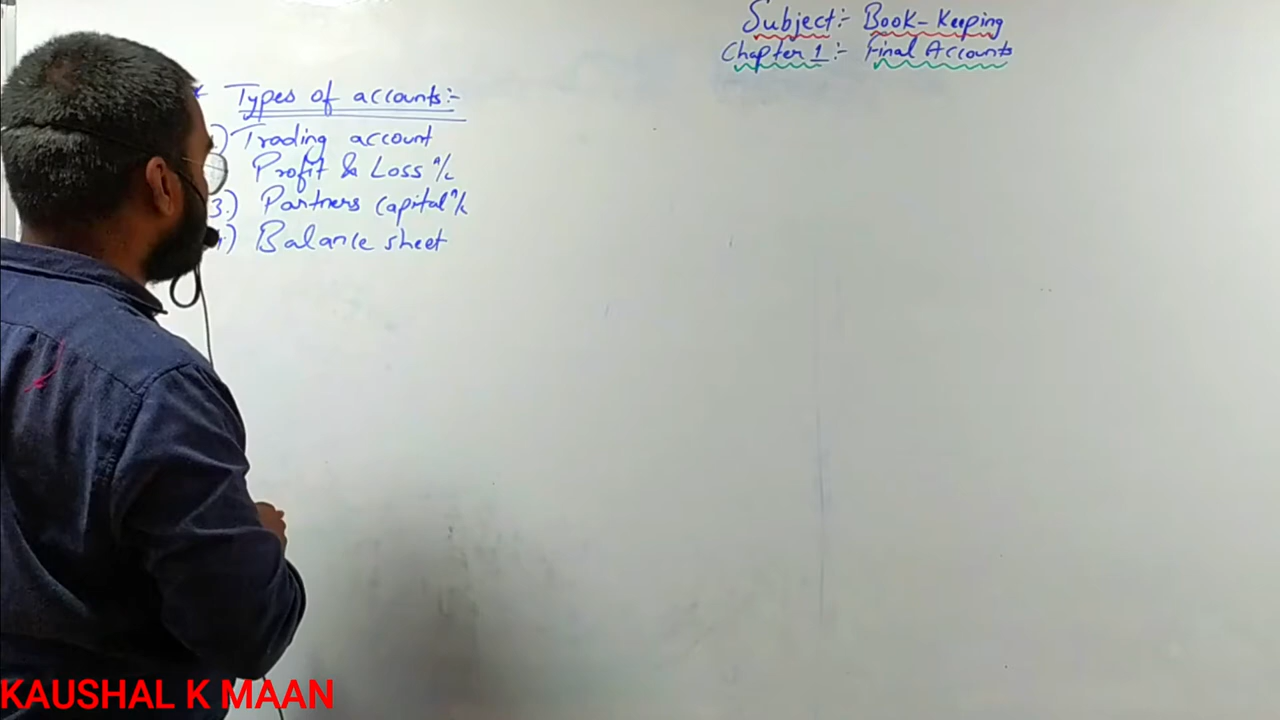 Subject:- Book-Keeping
Chapter 1:- Final Accounts
Types of accounts:-
) Trading account
Profit & Loss a/c
3.) Partners Capital a/c
) Balance sheet
KAUSHAL K MAAN